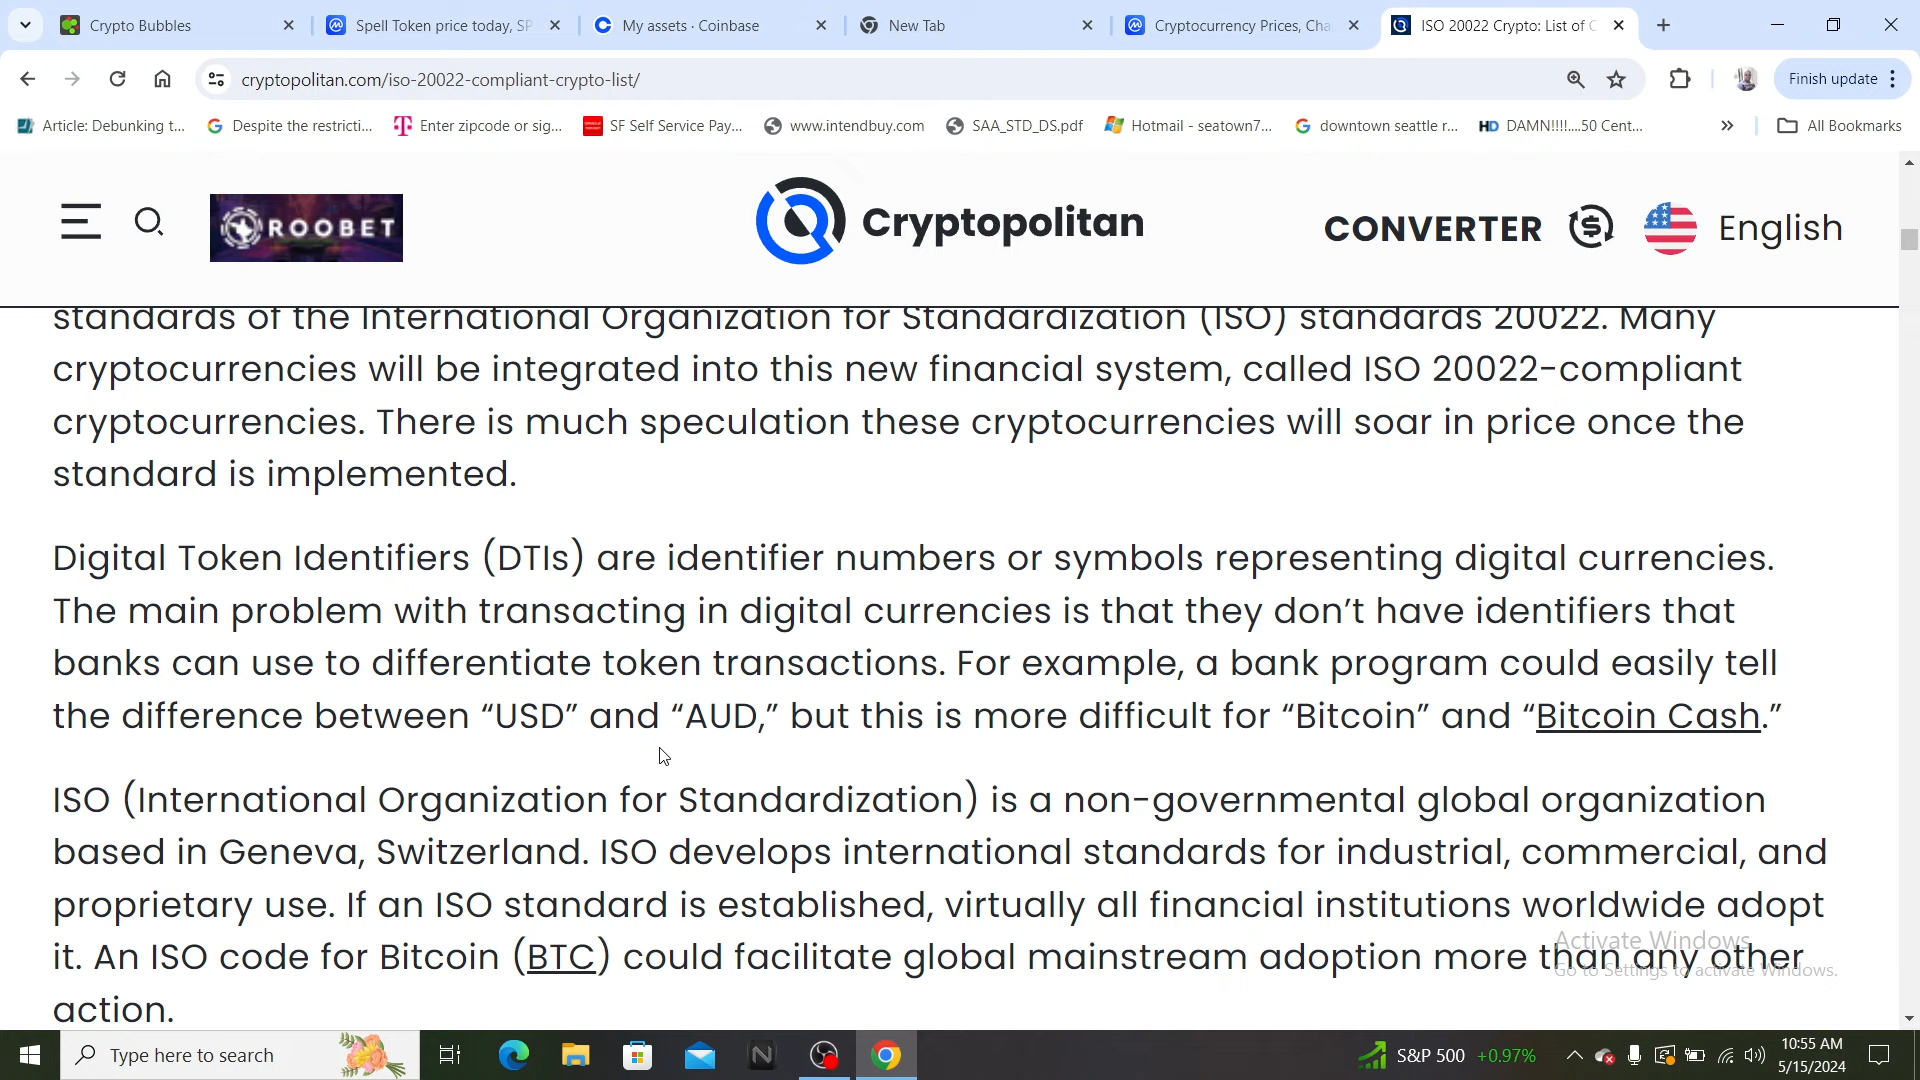 Crypto Bubbles
Spell Token price today, SP
My assets · Coinbase
New Tab
Cryptocurrency Prices, Cha
ISO 20022 Crypto: List of C
cryptopolitan.com/iso-20022-compliant-crypto-list/
Finish update
Article: Debunking t...
Despite the restricti...
Enter zipcode or sig...
SF Self Service Pay...
www.intendbuy.com
SAA_STD_DS.pdf
Hotmail - seatown7...
downtown seattle r...
HD DAMN!!!!....50 Cent...
All Bookmarks
ROOBET
Cryptopolitan
CONVERTER
English
standards of the International Organization for Standardization (ISO) standards 20022. Many
cryptocurrencies will be integrated into this new financial system, called ISO 20022-compliant
cryptocurrencies. There is much speculation these cryptocurrencies will soar in price once the
standard is implemented.
Digital Token Identifiers (DTIs) are identifier numbers or symbols representing digital currencies.
The main problem with transacting in digital currencies is that they don’t have identifiers that
banks can use to differentiate token transactions. For example, a bank program could easily tell
the difference between “USD” and “AUD,” but this is more difficult for “Bitcoin” and “Bitcoin Cash.”
ISO (International Organization for Standardization) is a non-governmental global organization
based in Geneva, Switzerland. ISO develops international standards for industrial, commercial, and
proprietary use. If an ISO standard is established, virtually all financial institutions worldwide adopt
it. An ISO code for Bitcoin (BTC) could facilitate global mainstream adoption more than any other
action.
Activate Windows
Go to Settings to activate Windows.
Type here to search
S&P 500 +0.97%
10:55 AM
5/15/2024